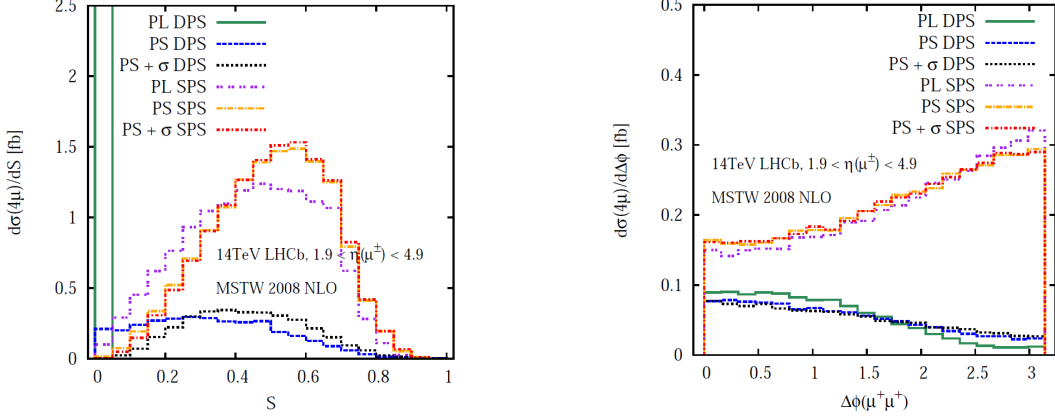 dσ(4μ)/dS [fb]
2.5
2
1.5
1
0.5
0
0
0.2
0.4
0.6
0.8
1
S
PL DPS
PS DPS
PS + σ DPS
PL SPS
PS SPS
PS + σ SPS
14TeV LHCb, 1.9 < η(μ±) < 4.9
MSTW 2008 NLO
dσ(4μ)/dΔϕ [fb]
0.5
0.4
0.3
0.2
0.1
0
0
0.5
1
1.5
2
2.5
3
Δϕ(μ⁺μ⁺)
PL DPS
PS DPS
PS + σ DPS
PL SPS
PS SPS
PS + σ SPS
14TeV LHCb, 1.9 < η(μ±) < 4.9
MSTW 2008 NLO